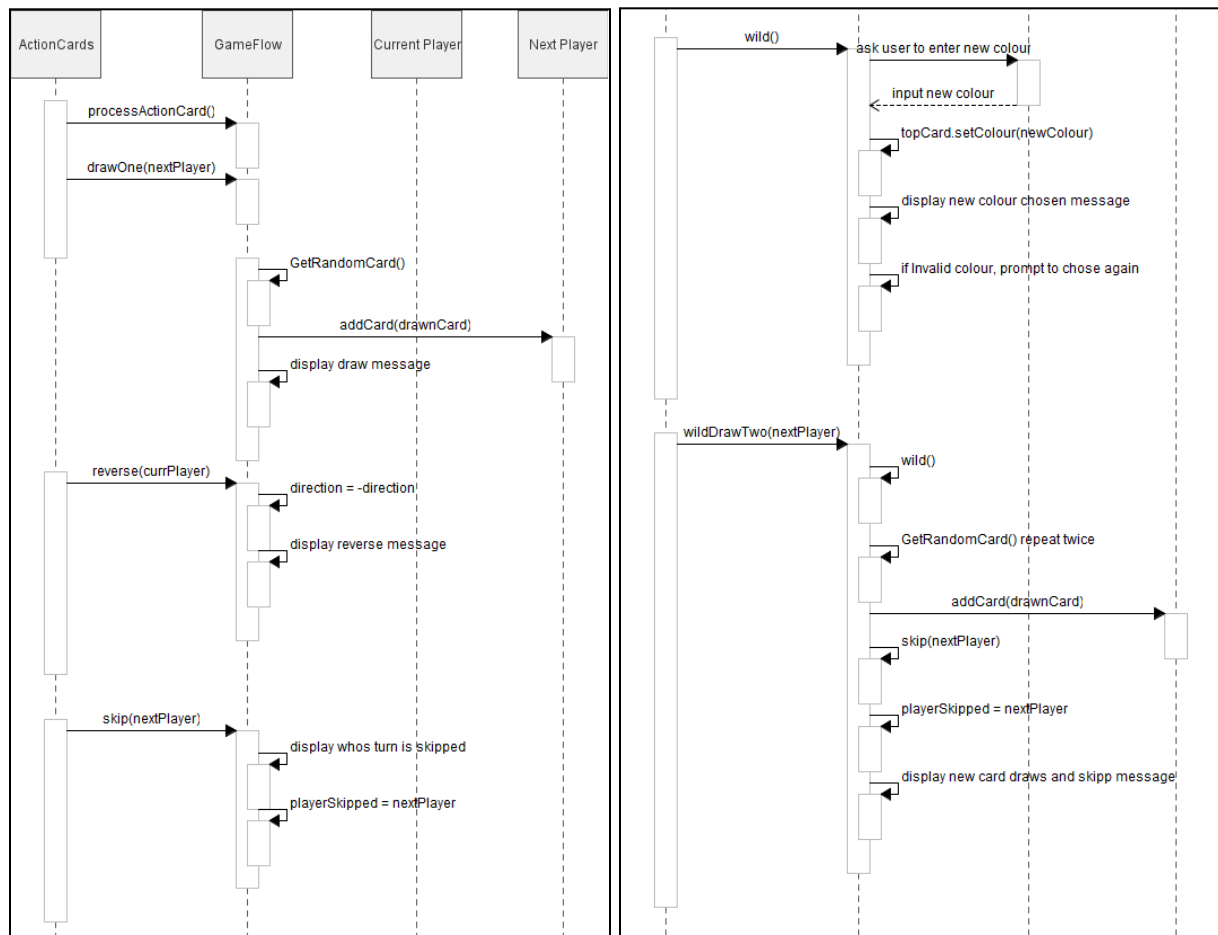 ActionCards
GameFlow
Current Player
Next Player
processActionCard()
drawOne(nextPlayer)
GetRandomCard()
addCard(drawnCard)
display draw message
reverse(currPlayer)
direction = -direction
display reverse message
skip(nextPlayer)
display whos turn is skipped
playerSkipped = nextPlayer
wild()
ask user to enter new colour
input new colour
topCard.setColour(newColour)
display new colour chosen message
if Invalid colour, prompt to chose again
wildDrawTwo(nextPlayer)
wild()
GetRandomCard() repeat twice
addCard(drawnCard)
skip(nextPlayer)
playerSkipped = nextPlayer
display new card draws and skipp message